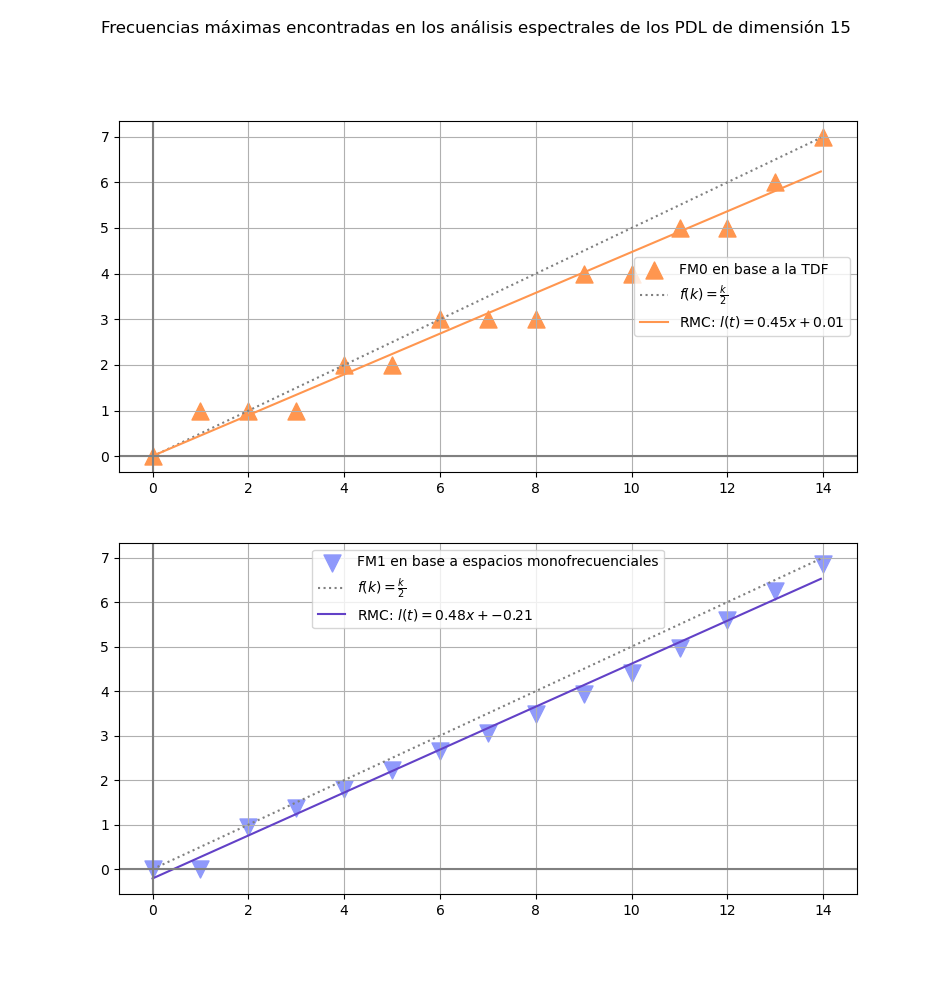 Frecuencias máximas encontradas en los análisis espectrales de los PDL de dimensión 15
7
6
5
4
3
2
1
0
FM0 en base a la TDF
f(k) = k/2
RMC: l(t) = 0.45x + 0.01
0 2 4 6 8 10 12 14
7
6
5
4
3
2
1
0
FM1 en base a espacios monofrecuenciales
f(k) = k/2
RMC: l(t) = 0.48x + −0.21
0 2 4 6 8 10 12 14